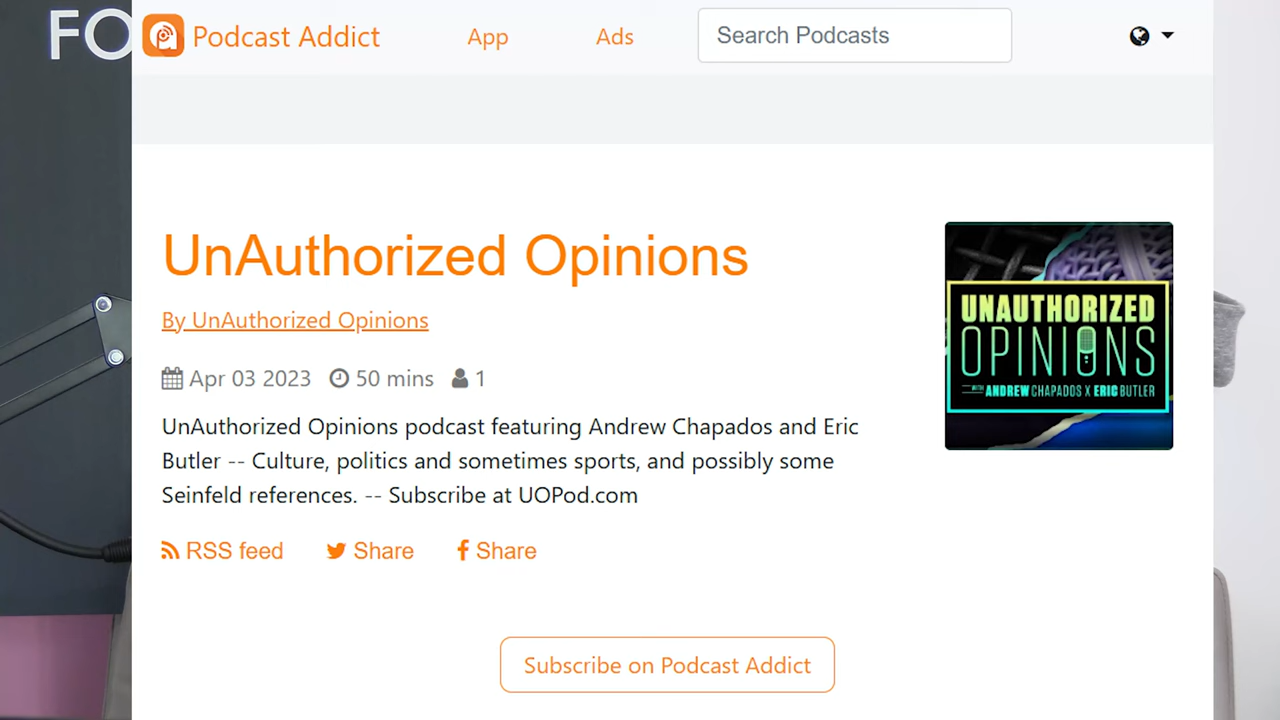 FO
Podcast Addict
App
Ads
Search Podcasts
UnAuthorized Opinions
By UnAuthorized Opinions
Apr 03 2023 50 mins 1
UnAuthorized Opinions podcast featuring Andrew Chapados and Eric
Butler -- Culture, politics and sometimes sports, and possibly some
Seinfeld references. -- Subscribe at UOPod.com
RSS feed
Share
Share
UNAUTHORIZED
OPINIONS
WITH ANDREW CHAPADOS X ERIC BUTLER
Subscribe on Podcast Addict